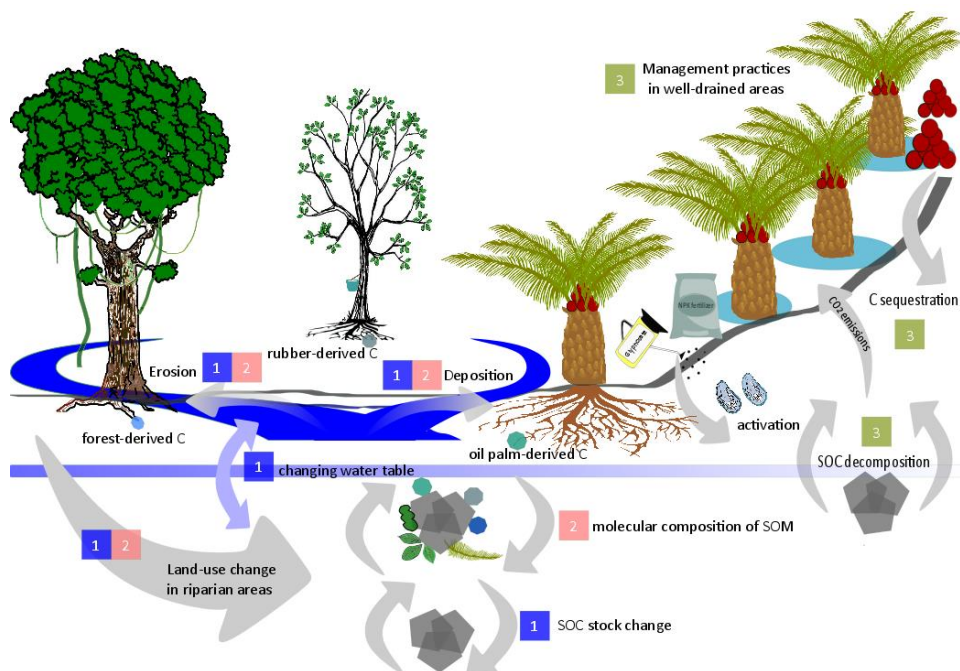 3
Management practices
in well-drained areas
NPK fertilizer
Glyphosate
CO2 emissions
C sequestration
3
rubber-derived C
Erosion
1 2
1 2
Deposition
forest-derived C
oil palm-derived C
activation
3
SOC decomposition
1
changing water table
1 2
Land-use change
in riparian areas
2
molecular composition of SOM
1
SOC stock change